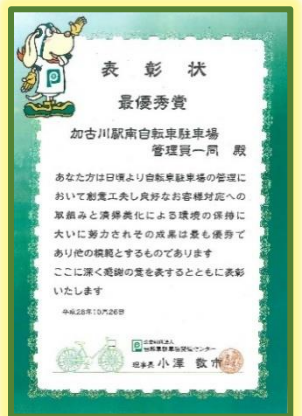 P
表彰状
最優秀賞
加古川駅南自転車駐車場
管理員一同 殿
あなた方は日頃より自転車駐車場の管理に
おいて創意工夫し良好なお客様対応への
取組みと清掃美化による環境の保持に
大いに努力されその成果は最も優秀で
あり他の模範とするものであります
ここに深く感謝の意を表するとともに表彰
いたします
平成28年10月26日
公益財団法人
自転車駐車場整備センター
理事長 小澤 敬市